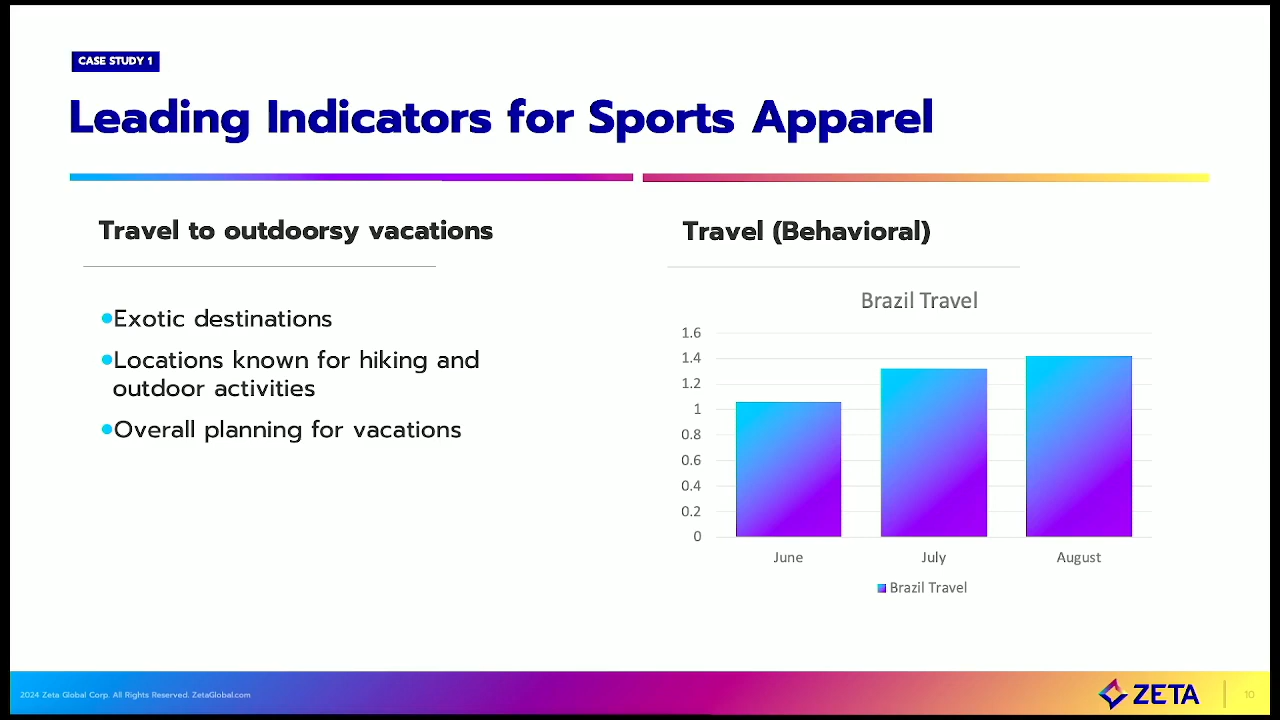 CASE STUDY 1
Leading Indicators for Sports Apparel
Travel to outdoorsy vacations
•Exotic destinations
•Locations known for hiking and
outdoor activities
•Overall planning for vacations
Travel (Behavioral)
Brazil Travel
1.6
1.4
1.2
1
0.8
0.6
0.4
0.2
0
June July August
Brazil Travel
2024 Zeta Global Corp. All Rights Reserved. ZetaGlobal.com
ZETA
10